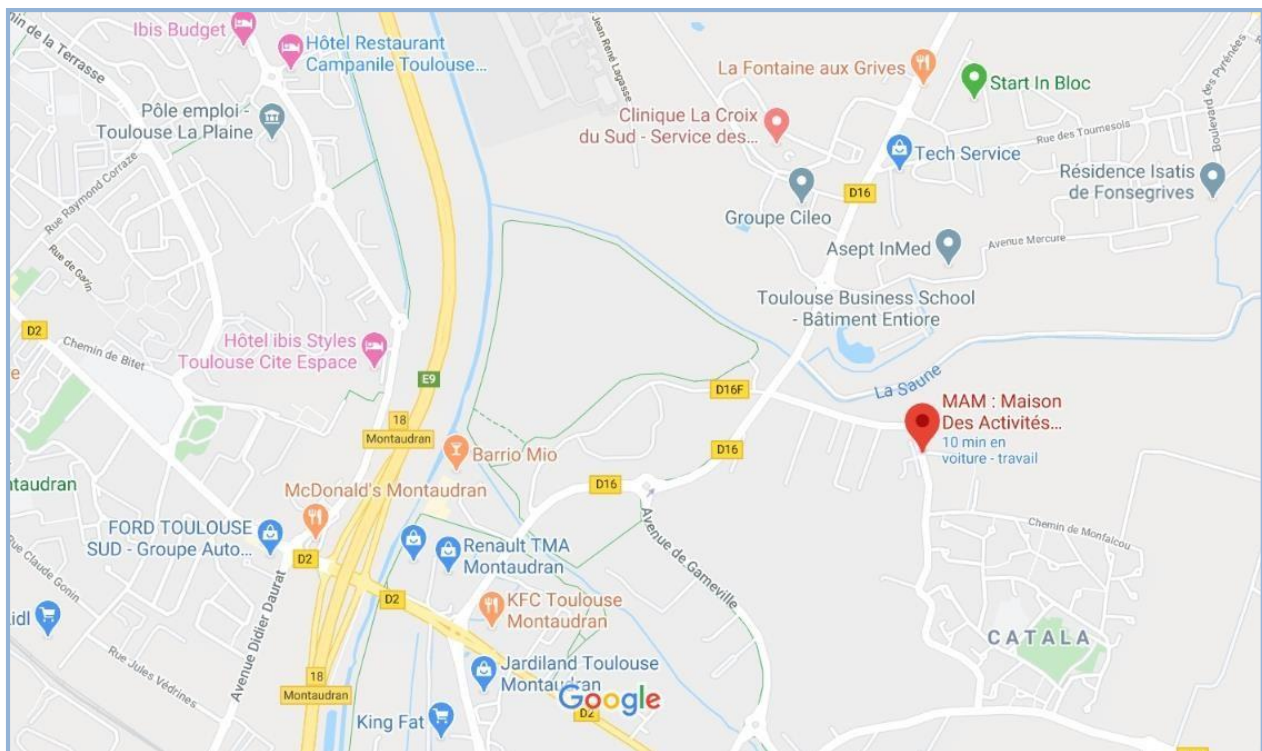 Ibis Budget
Hôtel Restaurant
Campanile Toulouse...
in de la Terrasse
Jean René Lagasse
La Fontaine aux Grives
Start In Bloc
Boulevard des Pyrénées
Pôle emploi -
Toulouse La Plaine
Clinique La Croix
du Sud - Service des...
Rue des Tournesols
Tech Service
Résidence Isatis
de Fonsegrives
D16
Groupe Cileo
Rue Raymond Corraze
Rue de Garin
Asept InMed
Avenue Mercure
Toulouse Business School
- Bâtiment Entiore
D2
Chemin de Bitet
Hôtel ibis Styles
Toulouse Cite Espace
E9
La Saune
D16F
MAM : Maison
Des Activités...
10 min en
voiture - travail
18
Montaudran
D16
Barrio Mio
D16
ntaudran
McDonald's Montaudran
Avenue de Gameville
Chemin de Monfalcou
FORD TOULOUSE
SUD - Groupe Auto...
D2
Renault TMA
Montaudran
Rue Claude Gonin
D2
KFC Toulouse
Montaudran
idl
Avenue Didier Daurat
CATALA
Rue Jules Védrines
18
Montaudran
Jardiland Toulouse
Montaudran
Google
D2
King Fat